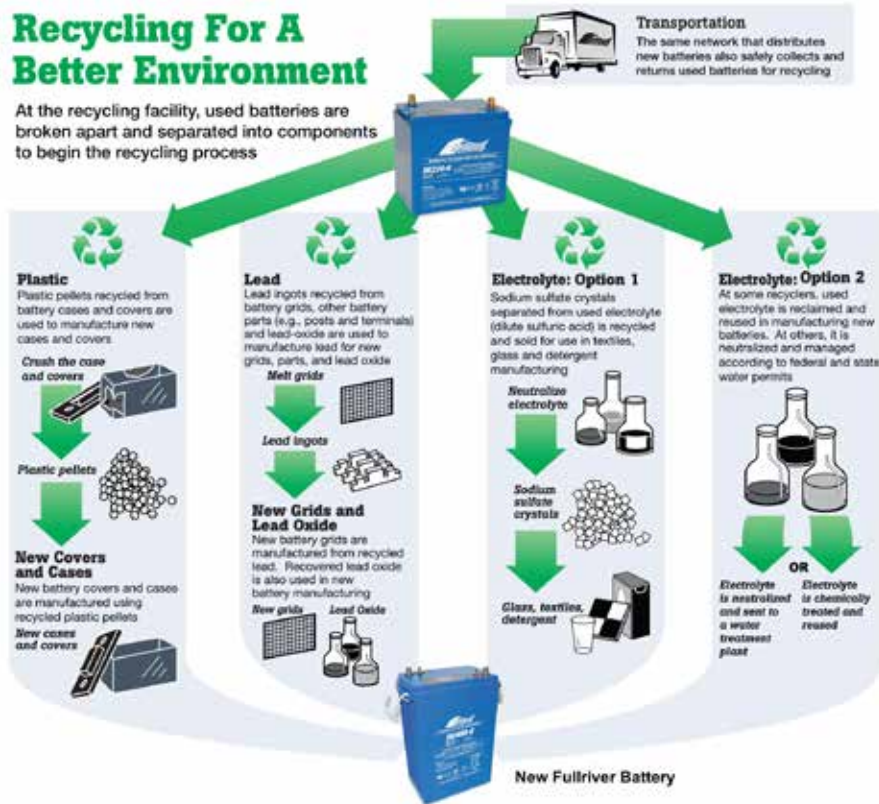 Recycling For A
Better Environment
At the recycling facility, used batteries are
broken apart and separated into components
to begin the recycling process
Transportation
The same network that distributes
new batteries also safely collects and
returns used batteries for recycling
Plastic
Plastic pellets recycled from
battery cases and covers are
used to manufacture new
cases and covers
Crush the case
and covers
Plastic pellets
New Covers
and Cases
New battery covers and cases
are manufactured using
recycled plastic pellets
New cases
and covers
Lead
Lead ingots recycled from
battery grids, other battery
parts (e.g., posts and terminals)
and lead-oxide are used to
manufacture lead for new
grids, parts, and lead oxide
Melt grids
Lead ingots
New Grids and
Lead Oxide
New battery grids are
manufactured from recycled
lead. Recovered lead oxide
is also used in new
battery manufacturing
New grids
Lead Oxide
Electrolyte: Option 1
Sodium sulfate crystals
separated from used electrolyte
(dilute sulfuric acid) is recycled
and sold for use in textiles,
glass and detergent
manufacturing
Neutralize
electrolyte
Sodium
sulfate
crystals
Glass, textiles,
detergent
Electrolyte: Option 2
At some recyclers, used
electrolyte is reclaimed and
reused in manufacturing new
batteries. At others, it is
neutralized and managed
according to federal and state
water permits
OR
Electrolyte
is neutralized
and sent to
a water
treatment
plant
Electrolyte
is chemically
treated and
reused
New Fullriver Battery